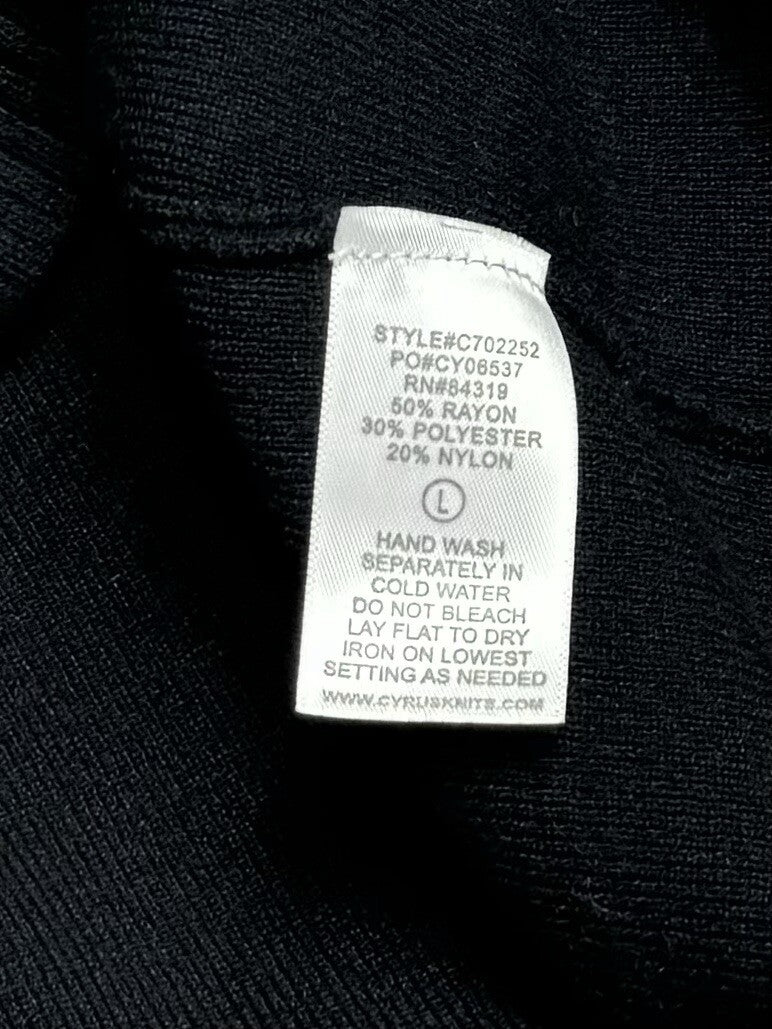 STYLE#C702252
PO#CY06537
RN#84319
50% RAYON
30% POLYESTER
20% NYLON
L
HAND WASH
SEPARATELY IN
COLD WATER
DO NOT BLEACH
LAY FLAT TO DRY
IRON ON LOWEST
SETTING AS NEEDED
WWW.CYRUSKNITS.COM